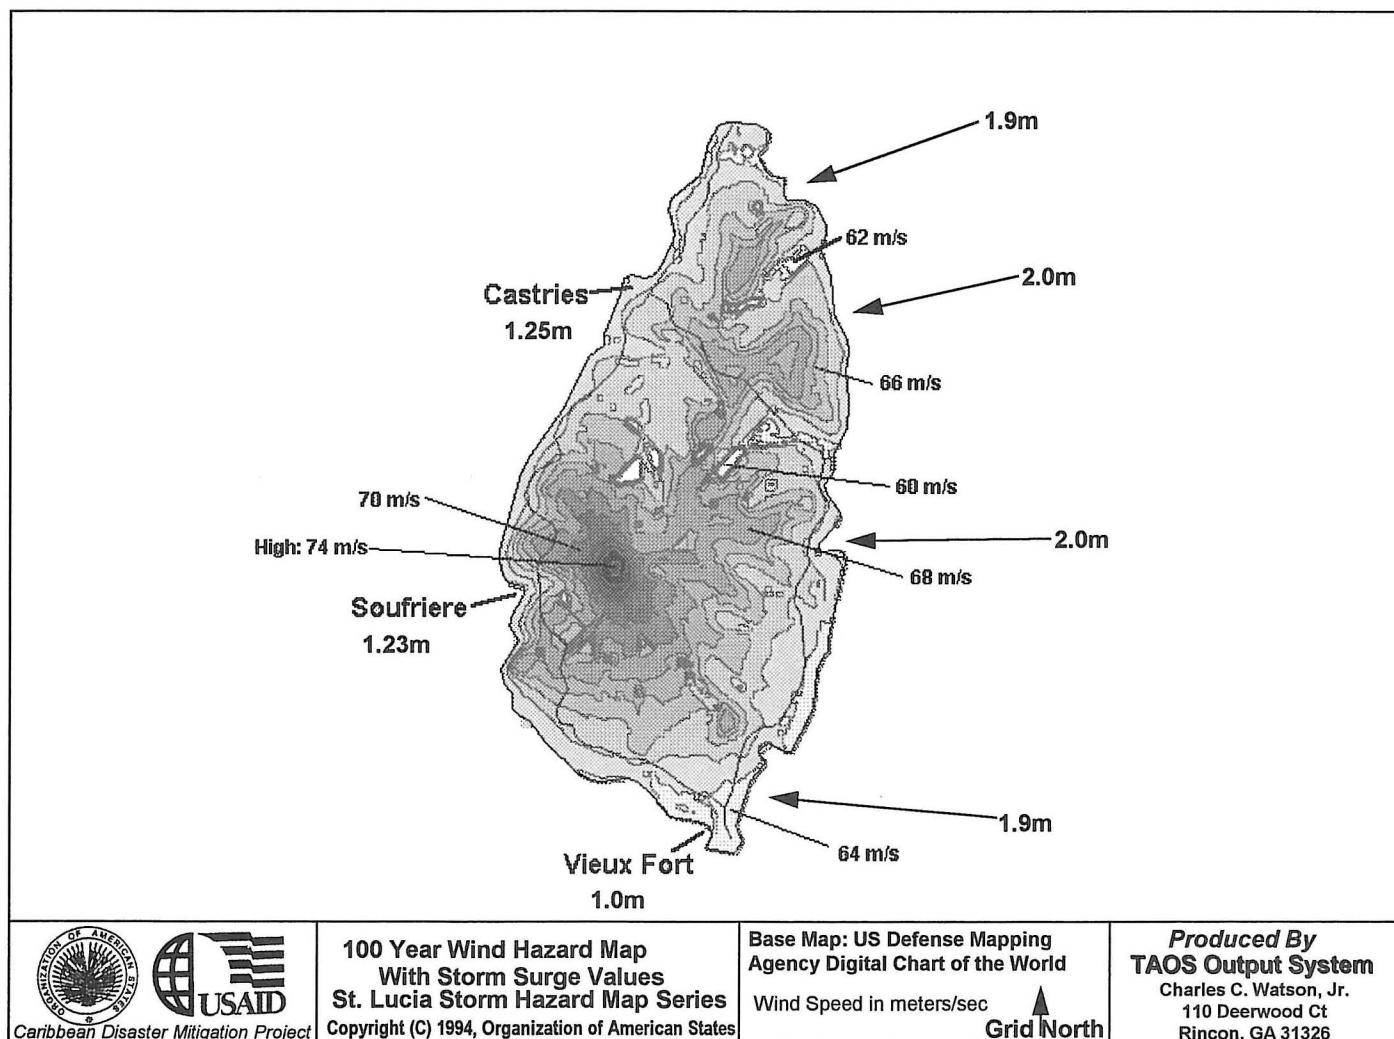 1.9m
62 m/s
2.0m
Castries
1.25m
66 m/s
60 m/s
70 m/s
High: 74 m/s
2.0m
68 m/s
Soufriere
1.23m
1.9m
64 m/s
Vieux Fort
1.0m
ORGANIZATION OF AMERICAN STATES
USAID
Caribbean Disaster Mitigation Project
100 Year Wind Hazard Map
With Storm Surge Values
St. Lucia Storm Hazard Map Series
Copyright (C) 1994, Organization of American States
Base Map: US Defense Mapping
Agency Digital Chart of the World
Wind Speed in meters/sec
Grid North
Produced By
TAOS Output System
Charles C. Watson, Jr.
110 Deerwood Ct
Rincon, GA 31326